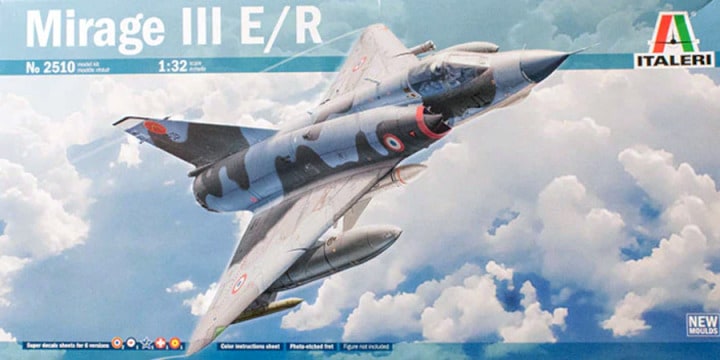 Mirage III E/R
No 2510 model kit
modèle réduit
1:32 scale
échelle
ITALERI
Super decals sheets for 6 versions
Color instructions sheet
Photo-etched fret
Figure not included
NEW
MOULDS